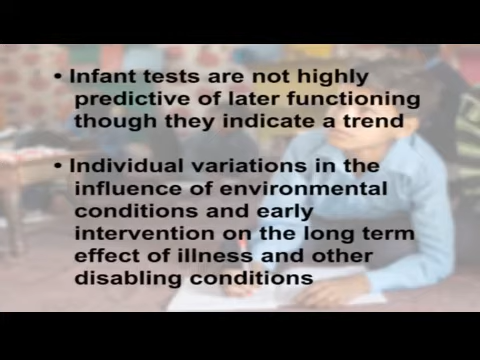 • Infant tests are not highly
predictive of later functioning
though they indicate a trend
• Individual variations in the
influence of environmental
conditions and early
intervention on the long term
effect of illness and other
disabling conditions